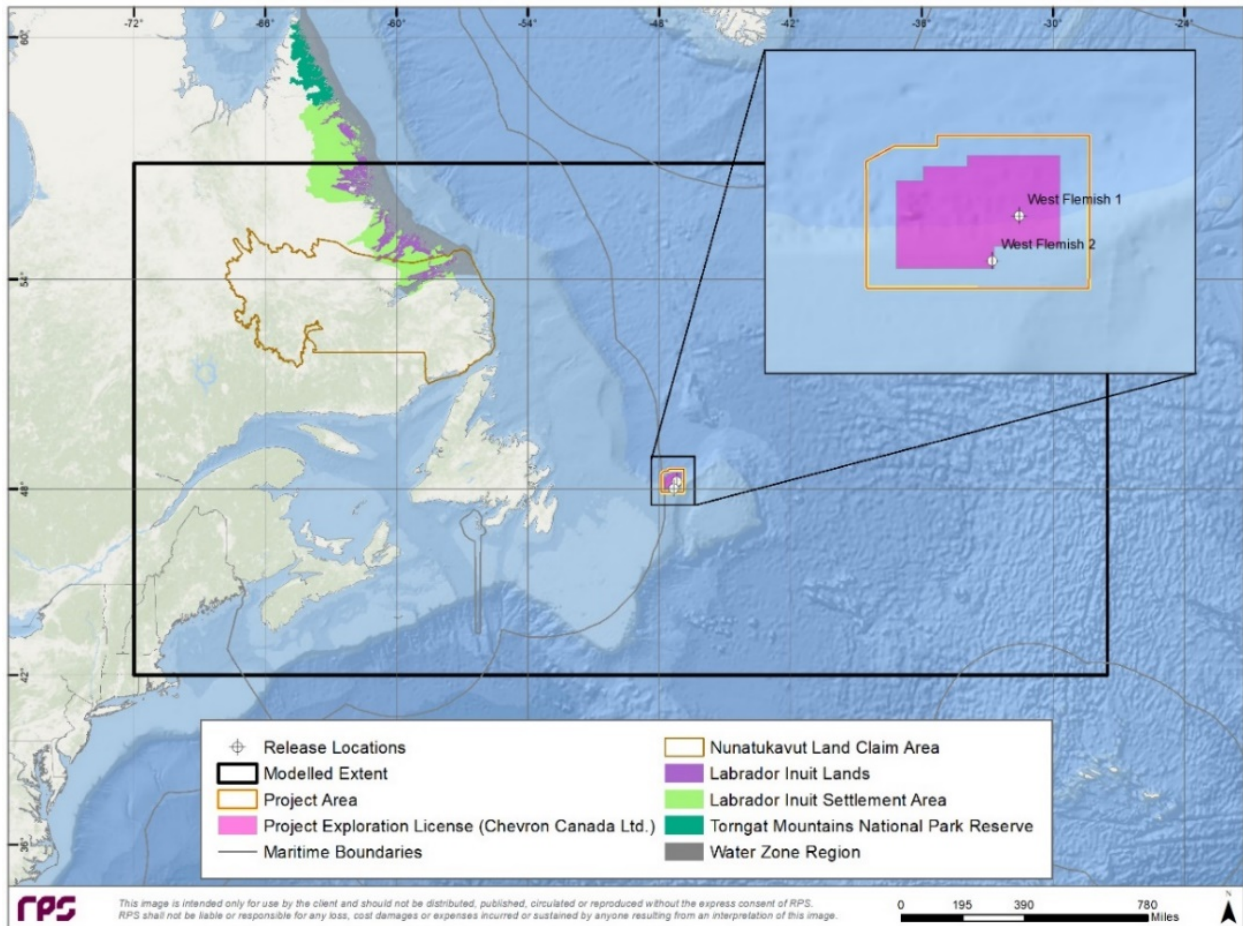 -72° -66° -60° -54° -48° -42° -30°
60°
54°
48°
42°
36°
West Flemish 1
West Flemish 2
Release Locations
Modelled Extent
Project Area
Project Exploration License (Chevron Canada Ltd.)
Maritime Boundaries
Nunatukavut Land Claim Area
Labrador Inuit Lands
Labrador Inuit Settlement Area
Torngat Mountains National Park Reserve
Water Zone Region
rps
This image is intended only for use by the client and should not be distributed, published, circulated or reproduced without the express consent of RPS.
RPS shall not be liable or responsible for any loss, cost damages or expenses incurred or sustained by anyone resulting from an interpretation of this image.
0 195 390 780
Miles
N